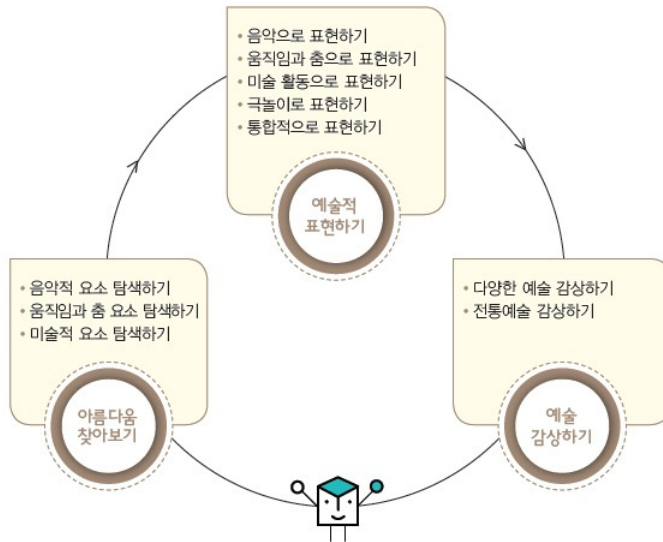 • 음악으로 표현하기
• 움직임과 춤으로 표현하기
• 미술 활동으로 표현하기
• 극놀이로 표현하기
• 통합적으로 표현하기
예술적
표현하기
• 음악적 요소 탐색하기
• 움직임과 춤 요소 탐색하기
• 미술적 요소 탐색하기
아름다움
찾아보기
• 다양한 예술 감상하기
• 전통예술 감상하기
예술
감상하기